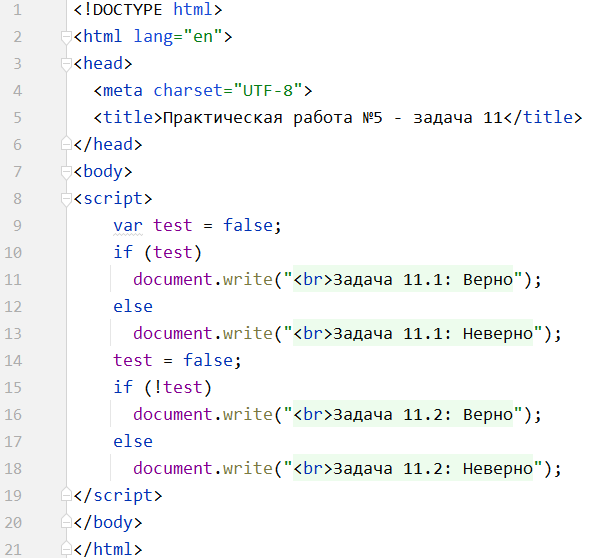 1 <!DOCTYPE html>
2 <html lang="en">
3 <head>
4 <meta charset="UTF-8">
5 <title>Практическая работа №5 - задача 11</title>
6 </head>
7 <body>
8 <script>
9 var test = false;
10 if (test)
11 document.write("<br>Задача 11.1: Верно");
12 else
13 document.write("<br>Задача 11.1: Неверно");
14 test = false;
15 if (!test)
16 document.write("<br>Задача 11.2: Верно");
17 else
18 document.write("<br>Задача 11.2: Неверно");
19 </script>
20 </body>
21 </html>